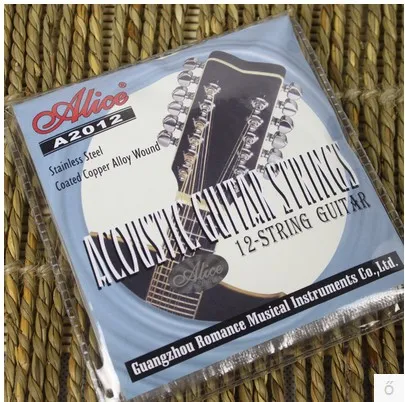 Alice®
A2012
Stainless Steel
Coated Copper Alloy Wound
ACOUSTIC GUITAR STRINGS
12-STRING GUITAR
Alice
Guangzhou Romance Musical Instruments Co.,Ltd.
ő